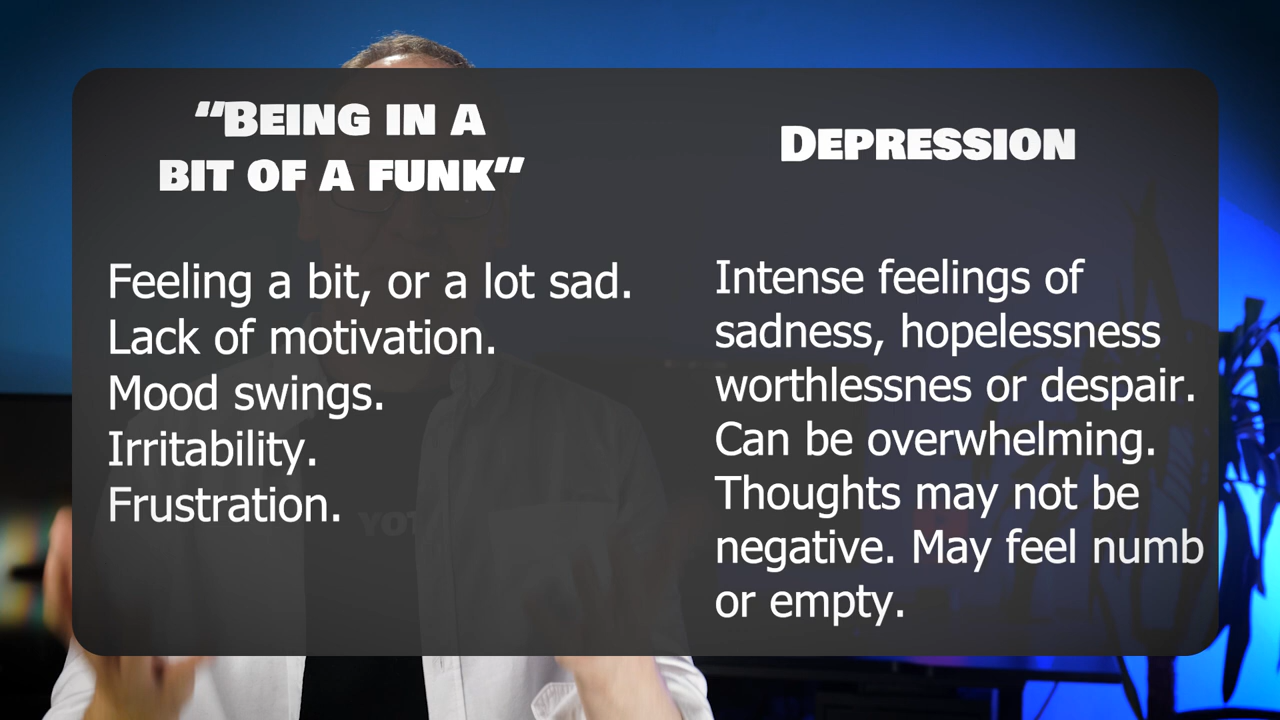 “BEING IN A
BIT OF A FUNK”
Feeling a bit, or a lot sad.
Lack of motivation.
Mood swings.
Irritability.
Frustration.
DEPRESSION
Intense feelings of
sadness, hopelessness
worthlessnes or despair.
Can be overwhelming.
Thoughts may not be
negative. May feel numb
or empty.